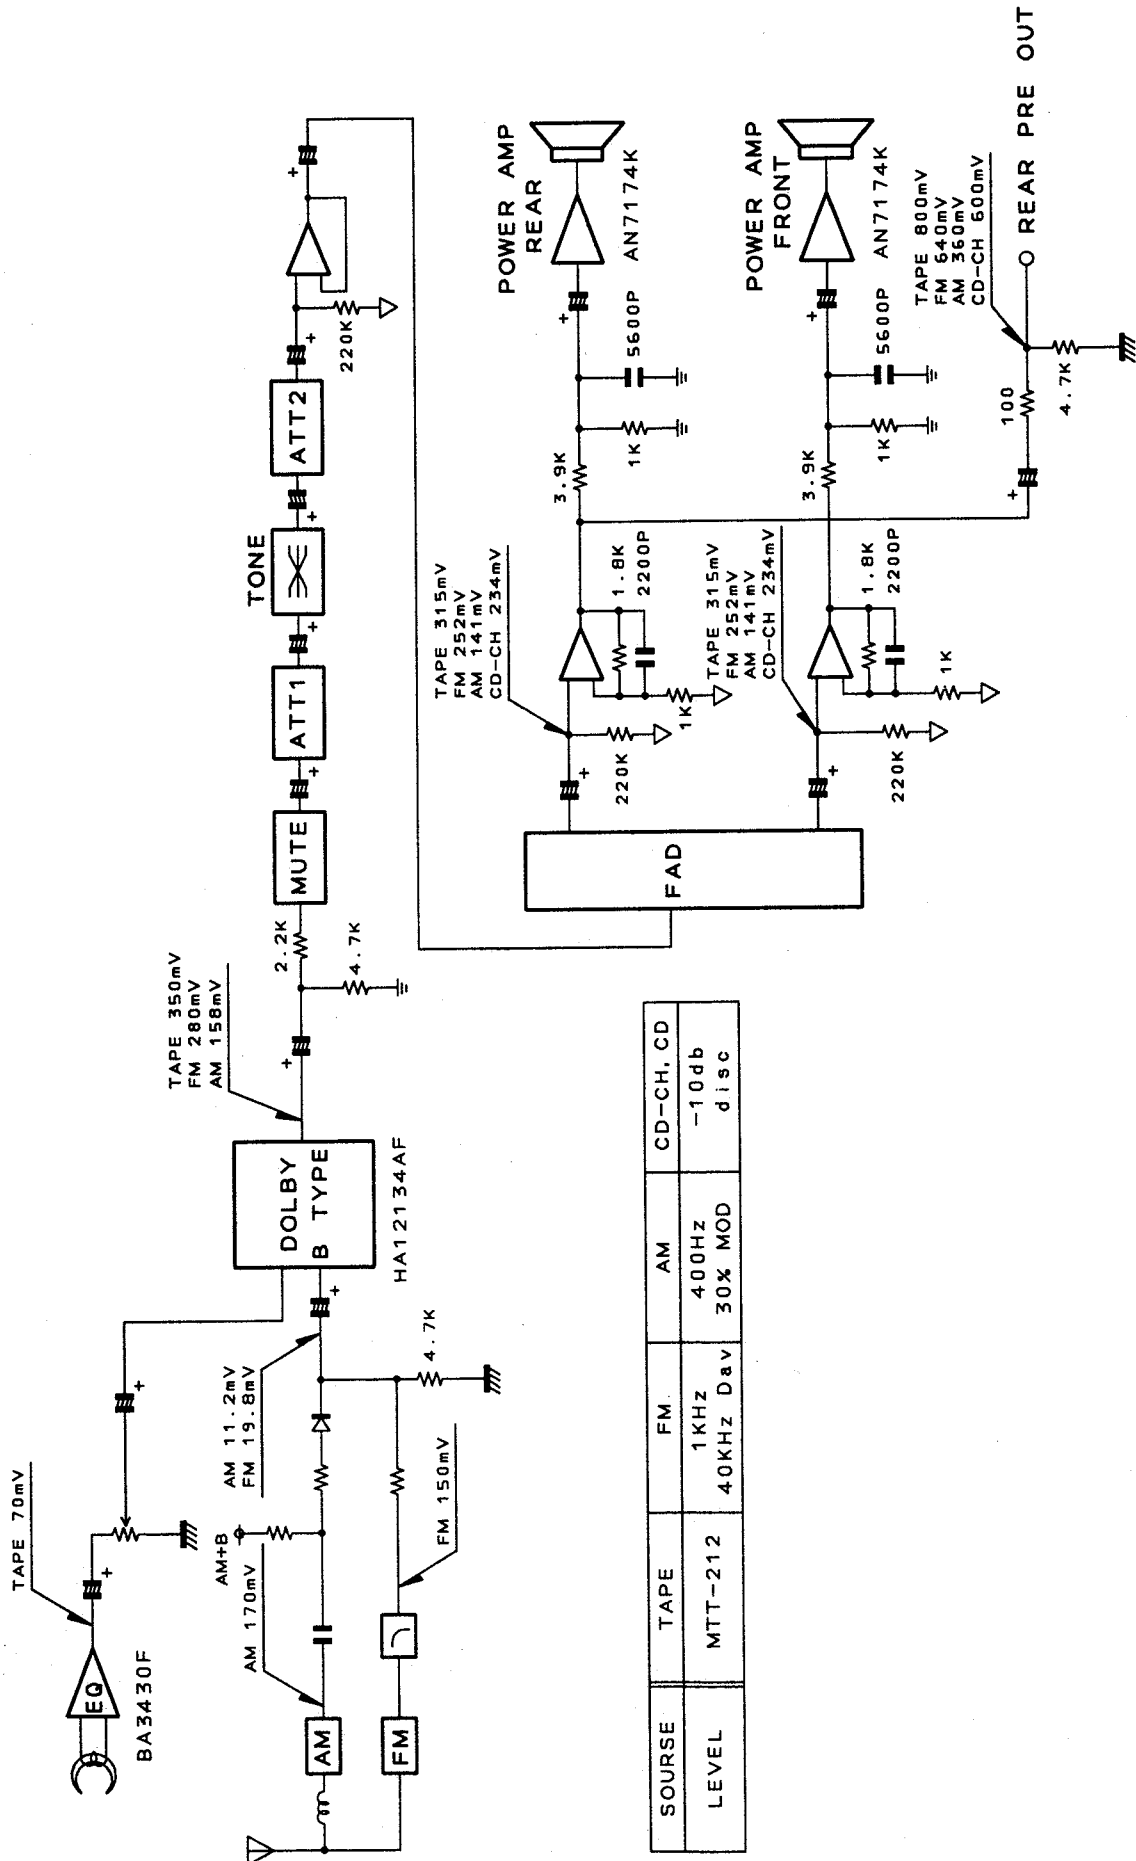 TAPE 70mV
EQ
BA3430F
AM 170mV
AM+B
AM 11.2mV
FM 19.8mV
AM
FM
FM 150mV
4.7K
DOLBY
B TYPE
HA12134AF
TAPE 350mV
FM 280mV
AM 158mV
4.7K
2.2K
MUTE
ATT1
TONE
ATT2
220K
FAD
TAPE 315mV
FM 252mV
AM 141mV
CD-CH 234mV
220K
1K
1.8K
2200P
3.9K
1K
5600P
POWER AMP
REAR
AN7174K
TAPE 315mV
FM 252mV
AM 141mV
CD-CH 234mV
220K
1K
1.8K
2200P
3.9K
1K
5600P
POWER AMP
FRONT
AN7174K
TAPE 800mV
FM 640mV
AM 360mV
CD-CH 600mV
100
4.7K
REAR PRE OUT
SOURSE TAPE FM AM CD-CH, CD
LEVEL MTT-212 1KHz 400Hz -10db
40KHz Dav 30% MOD disc